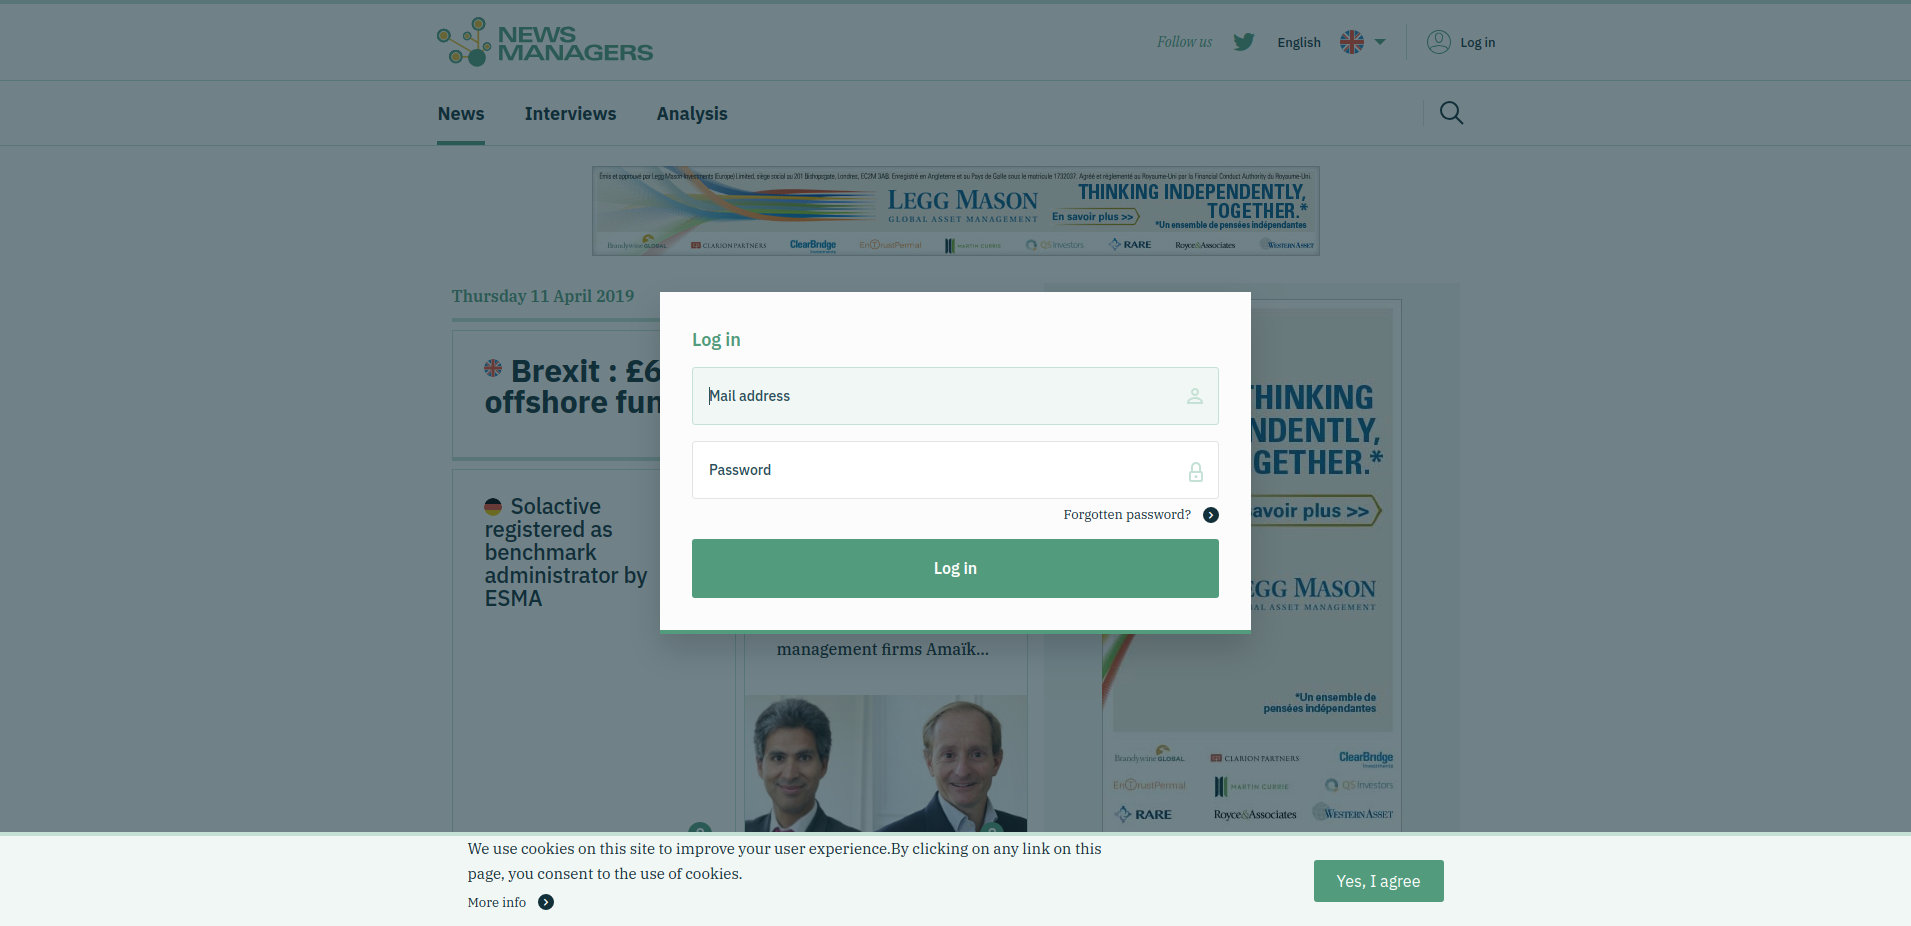 NEWS
MANAGERS
Follow us
English
Log in
News
Interviews
Analysis
Émis et approuvé par Legg Mason Investments (Europe) Limited, siège social au 201 Bishopsgate, Londres, EC2M 3AB. Enregistré en Angleterre et au Pays de Galle sous le matricule 1732037. Agréé et réglementé au Royaume-Uni par la Financial Conduct Authority du Royaume-Uni.
LEGG MASON
GLOBAL ASSET MANAGEMENT
THINKING INDEPENDENTLY,
TOGETHER.*
En savoir plus >>
*Un ensemble de pensées indépendantes
BrandywineGLOBAL
CLARION PARTNERS
ClearBridge
Investments
EnTrustPermal
MARTIN CURRIE
QS Investors
RARE
Royce&Associates
WESTERN ASSET
Thursday 11 April 2019
Brexit : £6
offshore fun
Solactive
registered as
benchmark
administrator by
ESMA
Log in
Mail address
Password
Forgotten password?
Log in
management firms Amaïk...
THINKING
NDENTLY,
GETHER.*
avoir plus >>
EGG MASON
BAL ASSET MANAGEMENT
*Un ensemble de
pensées indépendantes
BrandywineGLOBAL
CLARION PARTNERS
ClearBridge
Investments
EnTrustPermal
MARTIN CURRIE
QS Investors
RARE
Royce&Associates
WESTERN ASSET
We use cookies on this site to improve your user experience.By clicking on any link on this
page, you consent to the use of cookies.
More info
Yes, I agree